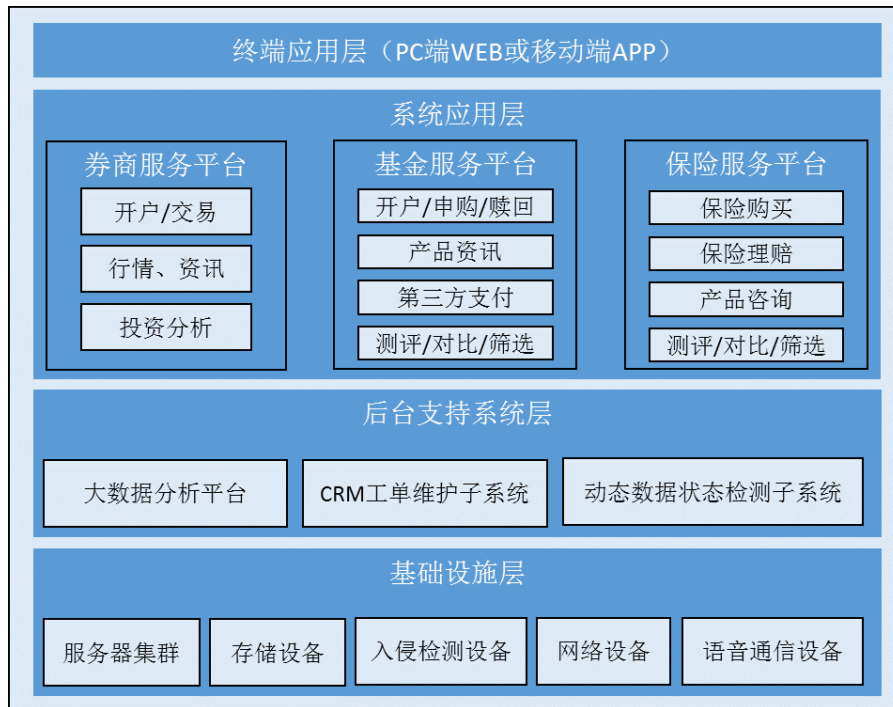 终端应用层（PC端WEB或移动端APP）
系统应用层
券商服务平台
开户/交易
行情、资讯
投资分析
基金服务平台
开户/申购/赎回
产品资讯
第三方支付
测评/对比/筛选
保险服务平台
保险购买
保险理赔
产品咨询
测评/对比/筛选
后台支持系统层
大数据分析平台
CRM工单维护子系统
动态数据状态检测子系统
基础设施层
服务器集群
存储设备
入侵检测设备
网络设备
语音通信设备